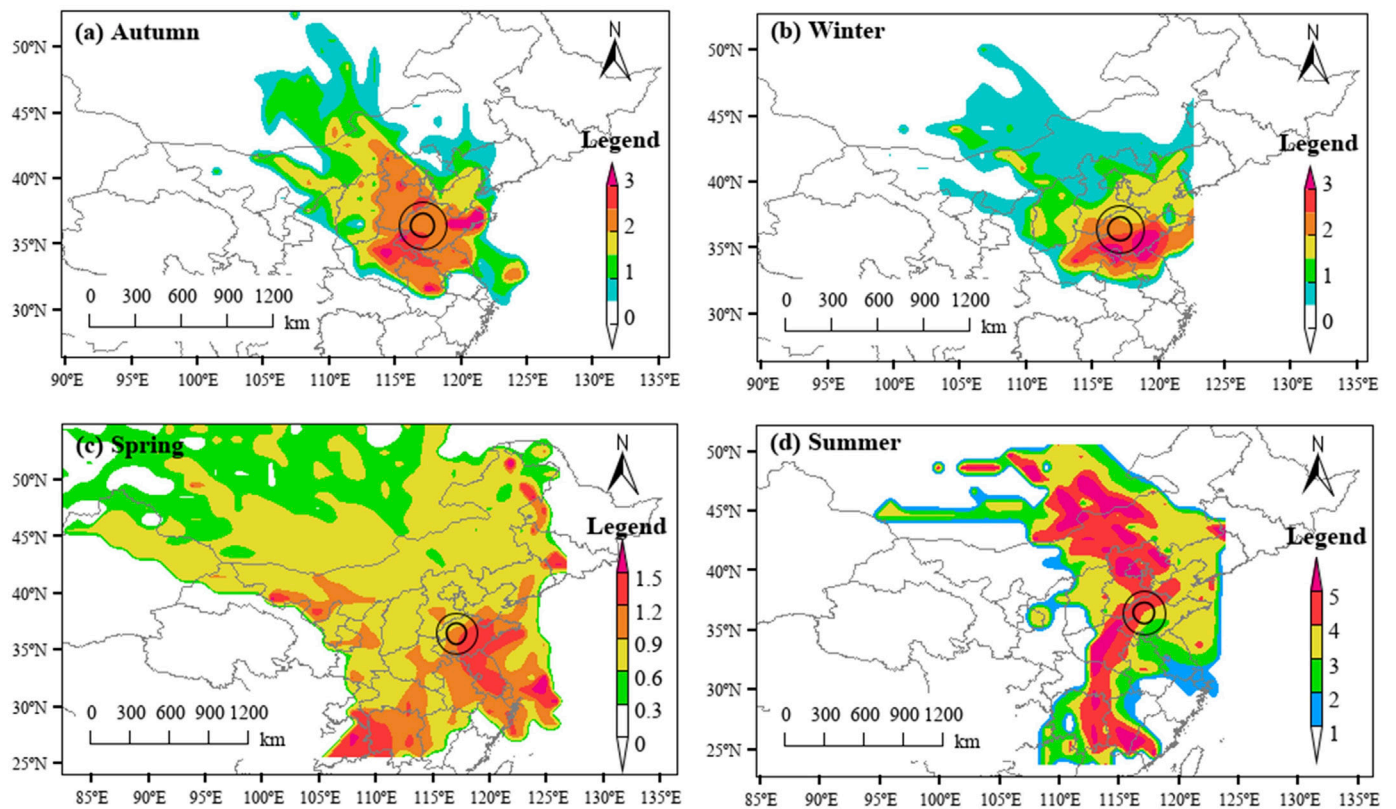 (a) Autumn
N
Legend
3
2
1
0
0 300 600 900 1200
km
50°N
45°N
40°N
35°N
30°N
90°E 95°E 100°E 105°E 110°E 115°E 120°E 125°E 130°E 135°E
(b) Winter
N
Legend
3
2
1
0
0 300 600 900 1200
km
50°N
45°N
40°N
35°N
30°N
90°E 95°E 100°E 105°E 110°E 115°E 120°E 125°E 130°E 135°E
(c) Spring
N
Legend
1.5
1.2
0.9
0.6
0.3
0
0 300 600 900 1200
km
50°N
45°N
40°N
35°N
30°N
25°N
85°E 90°E 95°E 100°E 105°E 110°E 115°E 120°E 125°E 130°E 135°E
(d) Summer
N
Legend
5
4
3
2
1
0 300 600 900 1200
km
50°N
45°N
40°N
35°N
30°N
25°N
85°E 90°E 95°E 100°E 105°E 110°E 115°E 120°E 125°E 130°E 135°E